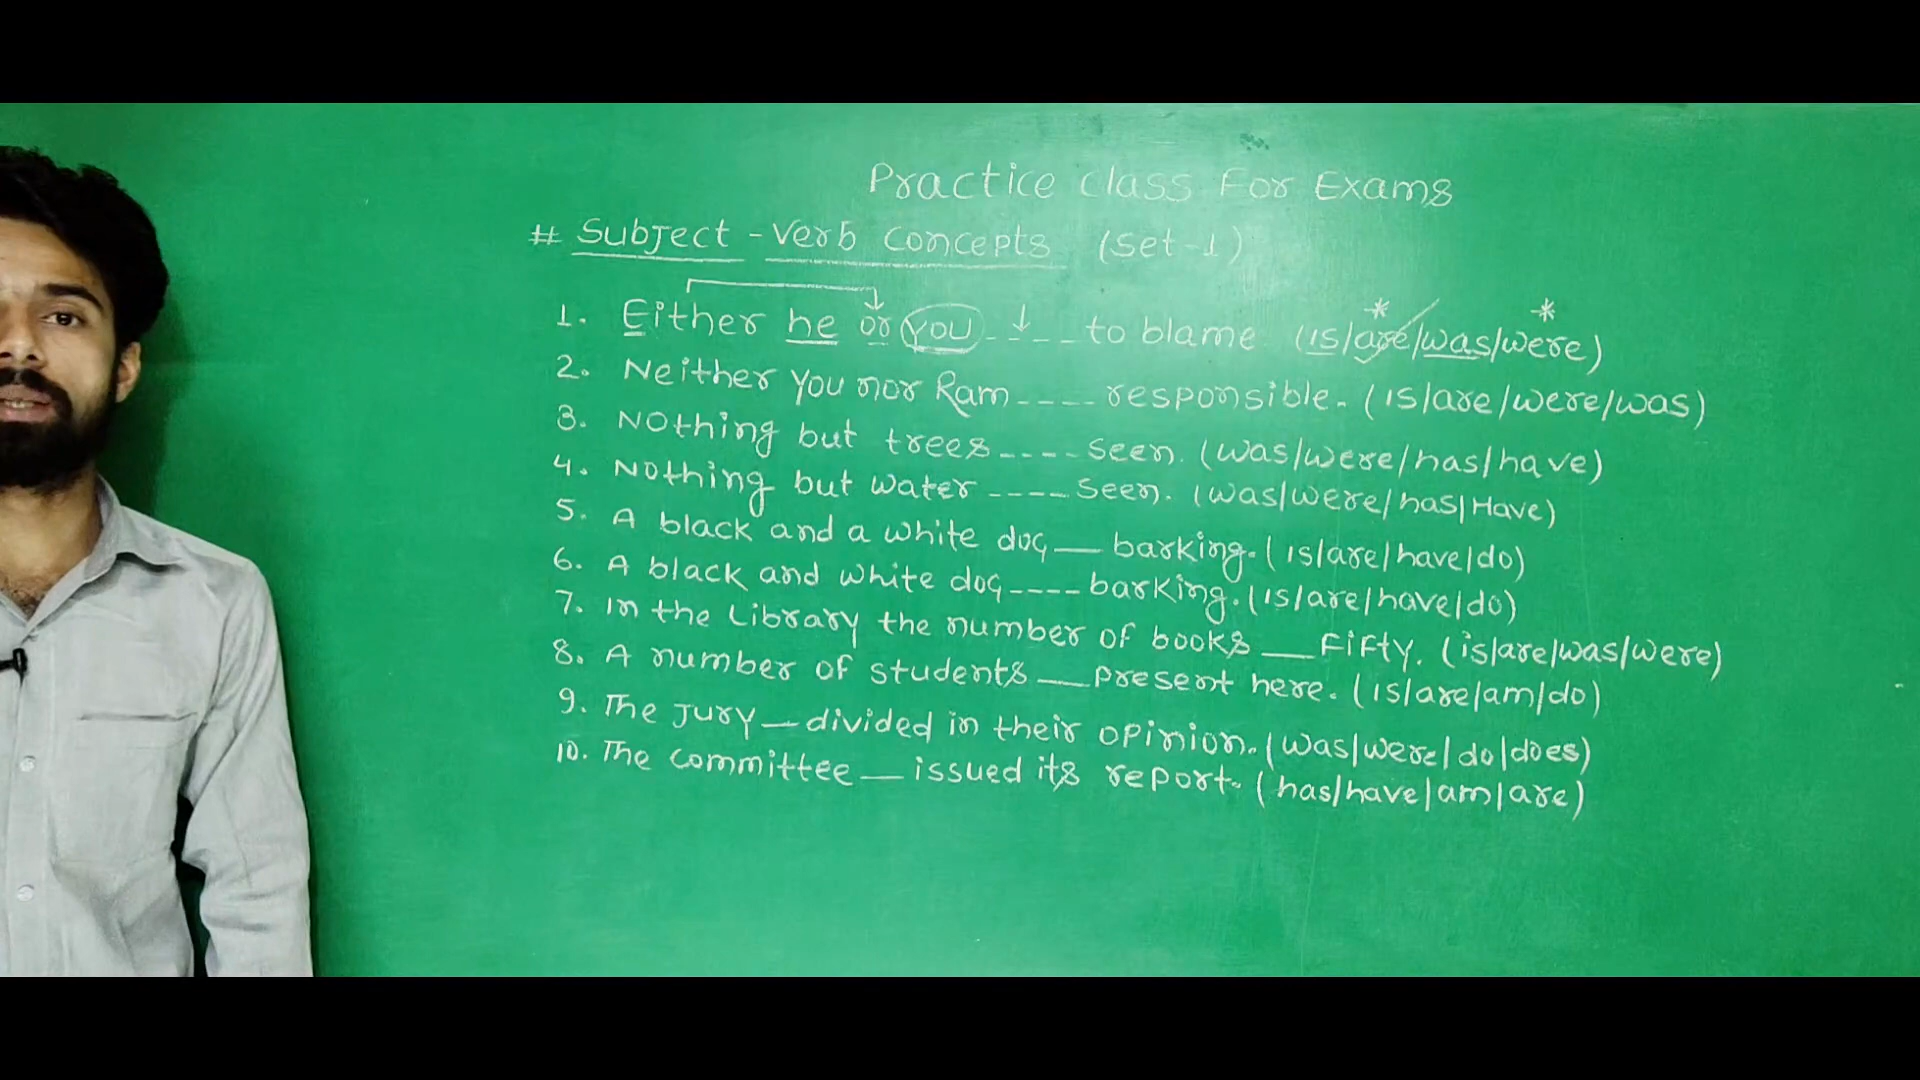 Practice Class For Exams
# Subject-Verb Concepts (Set-1)
1. Either he or you ---- to blame (is/are/was/were)
2. Neither You nor Ram ---- responsible. (is/are/were/was)
3. Nothing but trees ---- seen. (was/were/has/have)
4. Nothing but water ---- seen. (was/were/has/Have)
5. A black and a white dog __ barking. (is/are/have/do)
6. A black and white dog ---- barking. (is/are/have/do)
7. In the Library the number of books __ Fifty. (is/are/was/were)
8. A number of students __ present here. (is/are/am/do)
9. The Jury __ divided in their opinion. (was/were/do/does)
10. The committee __ issued its report. (has/have/am/are)